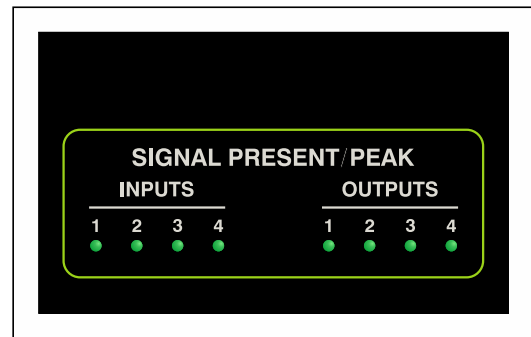 SIGNAL PRESENT/PEAK
INPUTS OUTPUTS
1 2 3 4 1 2 3 4